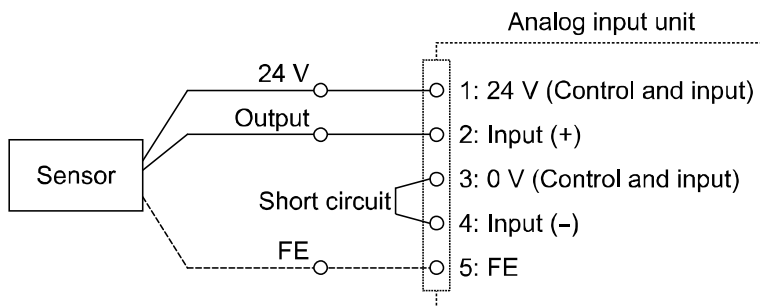 Analog input unit
24 V
1: 24 V (Control and input)
Output
2: Input (+)
Sensor
3: 0 V (Control and input)
Short circuit
4: Input (–)
FE
5: FE